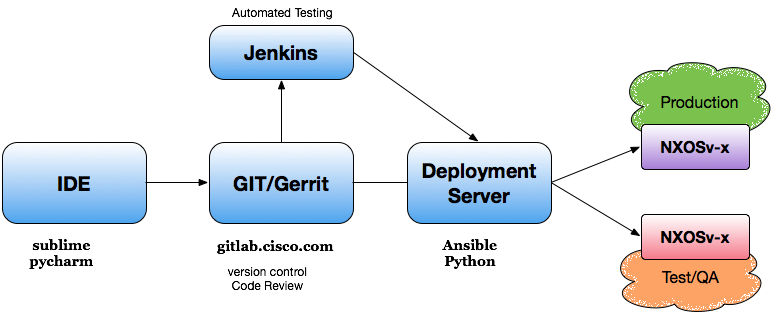 Automated Testing
Jenkins
IDE
sublime
pycharm
GIT/Gerrit
gitlab.cisco.com
version control
Code Review
Deployment
Server
Ansible
Python
Production
NXOSv-x
NXOSv-x
Test/QA